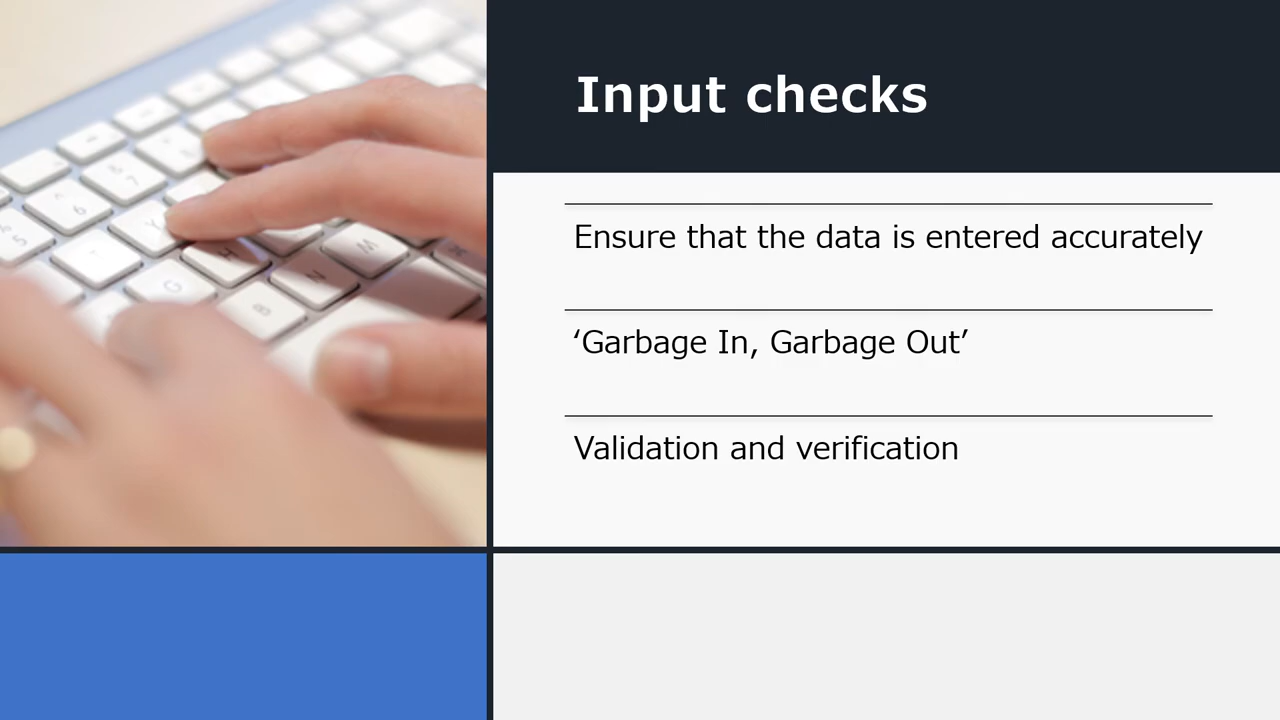 Input checks
Ensure that the data is entered accurately
‘Garbage In, Garbage Out’
Validation and verification